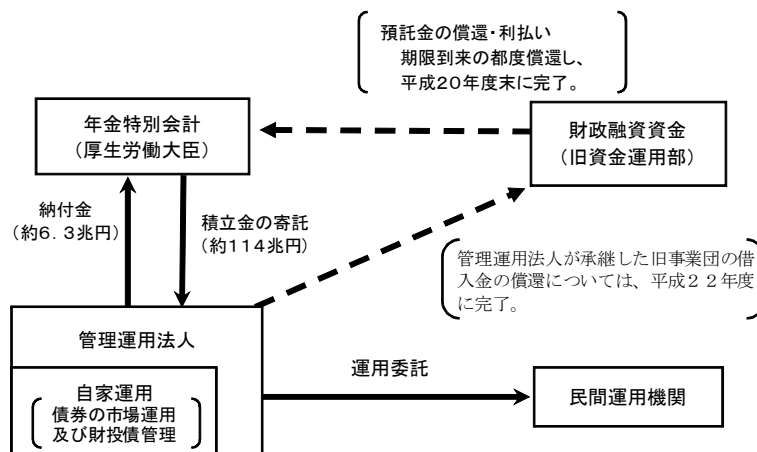 預託金の償還・利払い
期限到来の都度償還し、
平成20年度末に完了。
年金特別会計
（厚生労働大臣）
財政融資資金
（旧資金運用部）
納付金
（約6．3兆円）
積立金の寄託
（約114兆円）
管理運用法人が承継した旧事業団の借
入金の償還については、平成２２年度
に完了。
管理運用法人
運用委託
自家運用
債券の市場運用
及び財投債管理
民間運用機関